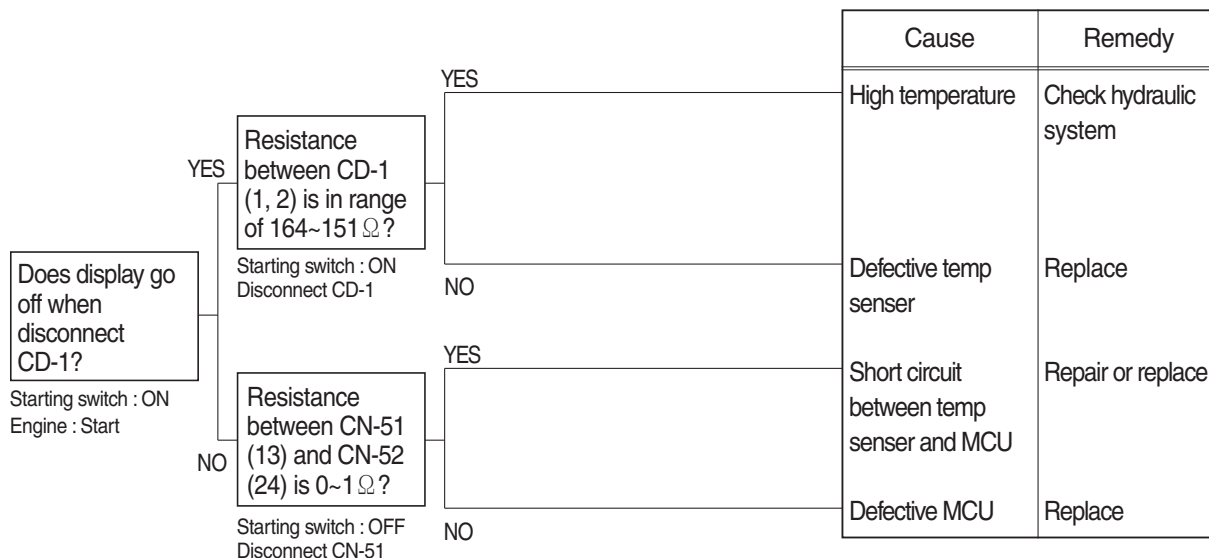 Does display go
off when
disconnect
CD-1?
Starting switch : ON
Engine : Start
YES
Resistance
between CD-1
(1, 2) is in range
of 164~151Ω?
Starting switch : ON
Disconnect CD-1
NO
Resistance
between CN-51
(13) and CN-52
(24) is 0~1Ω?
Starting switch : OFF
Disconnect CN-51
YES
NO
YES
NO
Cause Remedy
High temperature Check hydraulic
system
Defective temp Replace
senser
Short circuit Repair or replace
between temp
senser and MCU
Defective MCU Replace